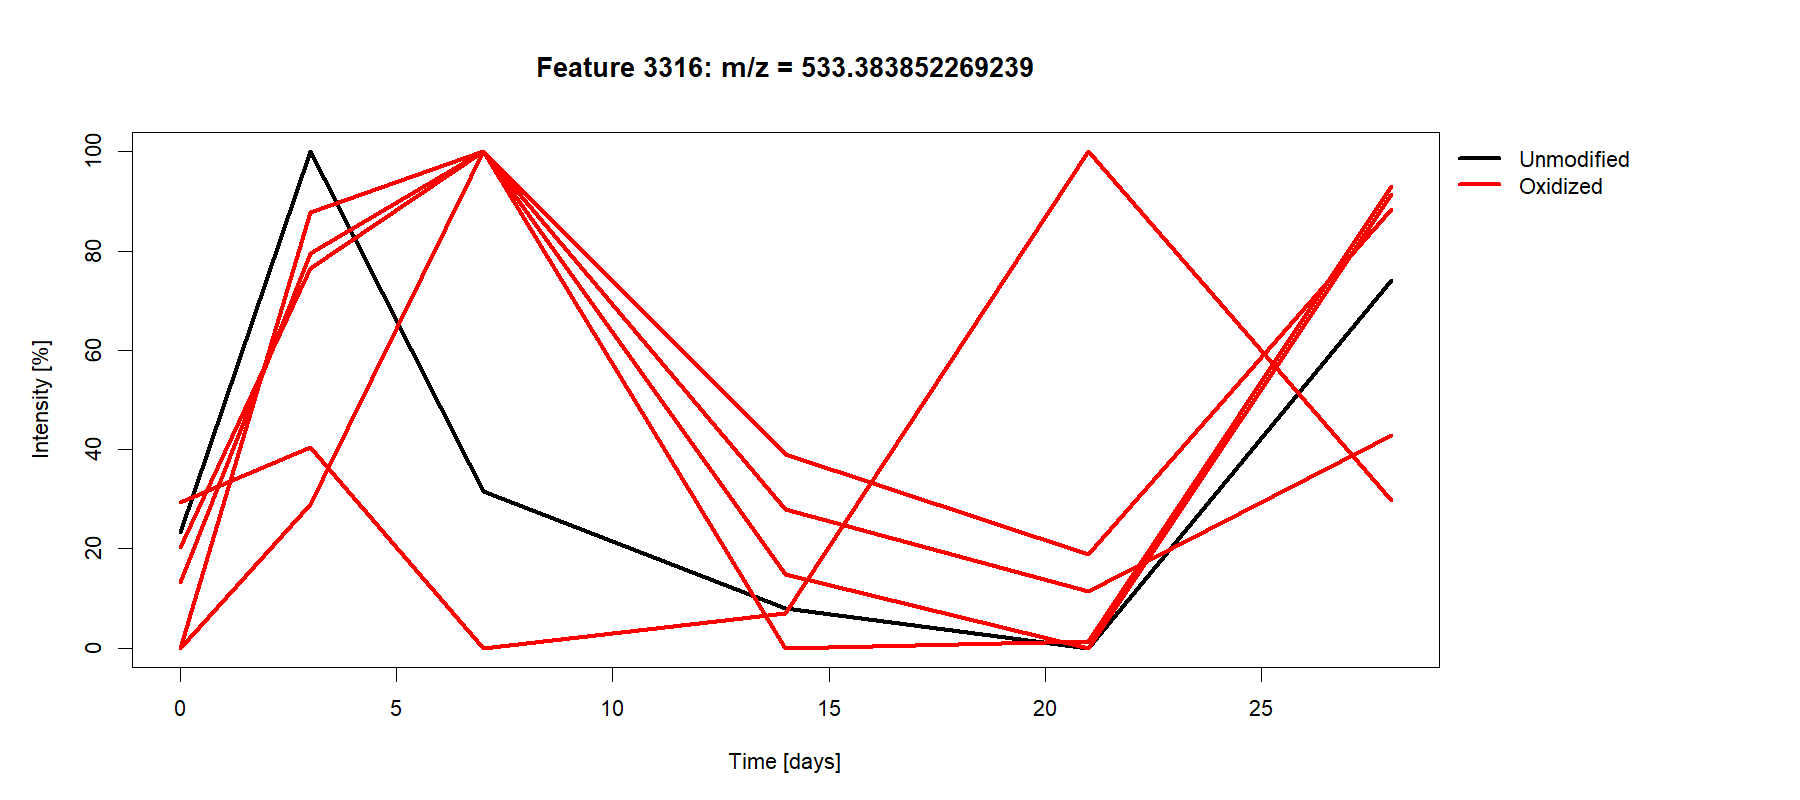 Feature 3316: m/z = 533.383852269239
Unmodified
Oxidized
Intensity [%]
100
80
60
40
20
0
0 5 10 15 20 25
Time [days]